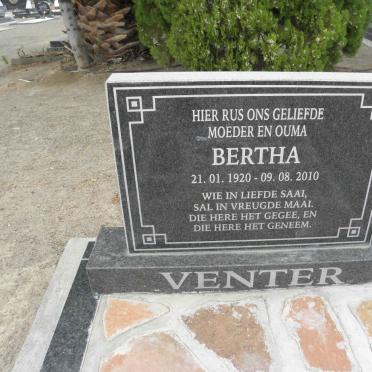 HIER RUS ONS GELIEFDE
MOEDER EN OUMA
BERTHA
21. 01. 1920 - 09. 08. 2010
WIE IN LIEFDE SAAI,
SAL IN VREUGDE MAAI.
DIE HERE HET GEGEE, EN
DIE HERE HET GENEEM.
VENTER